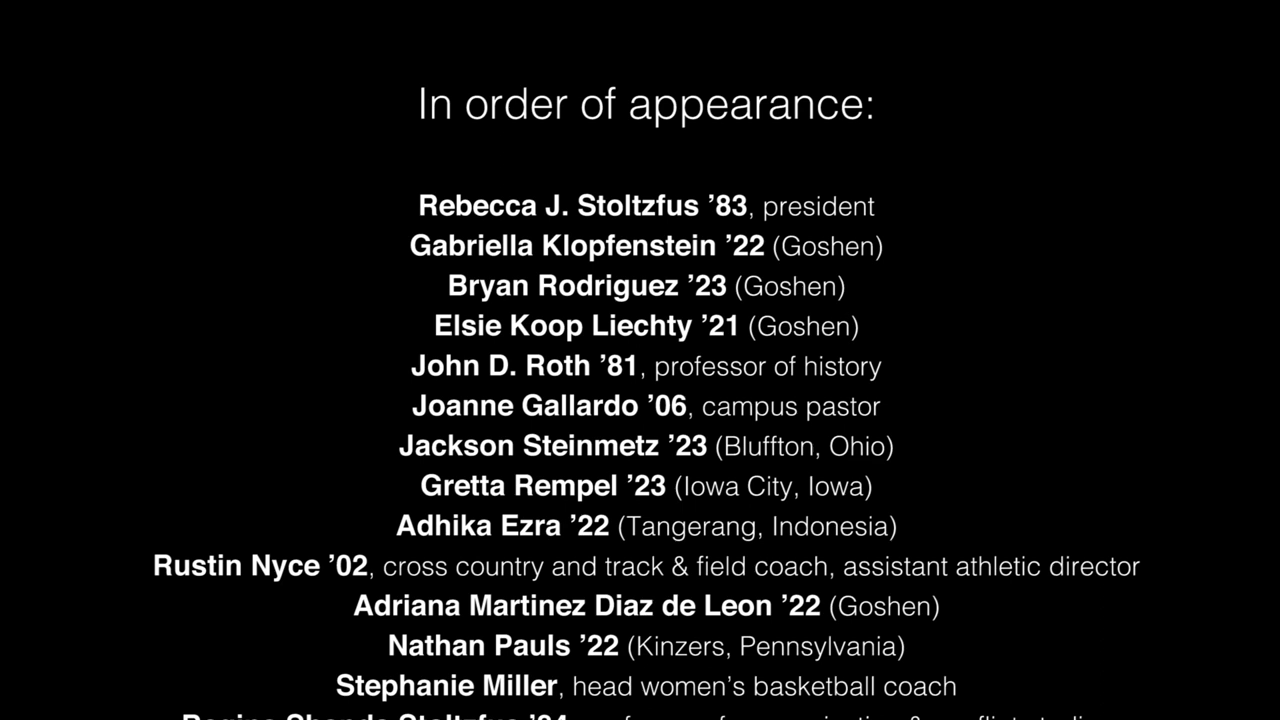 In order of appearance:
Rebecca J. Stoltzfus ’83, president
Gabriella Klopfenstein ’22 (Goshen)
Bryan Rodriguez ’23 (Goshen)
Elsie Koop Liechty ’21 (Goshen)
John D. Roth ’81, professor of history
Joanne Gallardo ’06, campus pastor
Jackson Steinmetz ’23 (Bluffton, Ohio)
Gretta Rempel ’23 (Iowa City, Iowa)
Adhika Ezra ’22 (Tangerang, Indonesia)
Rustin Nyce ’02, cross country and track & field coach, assistant athletic director
Adriana Martinez Diaz de Leon ’22 (Goshen)
Nathan Pauls ’22 (Kinzers, Pennsylvania)
Stephanie Miller, head women’s basketball coach